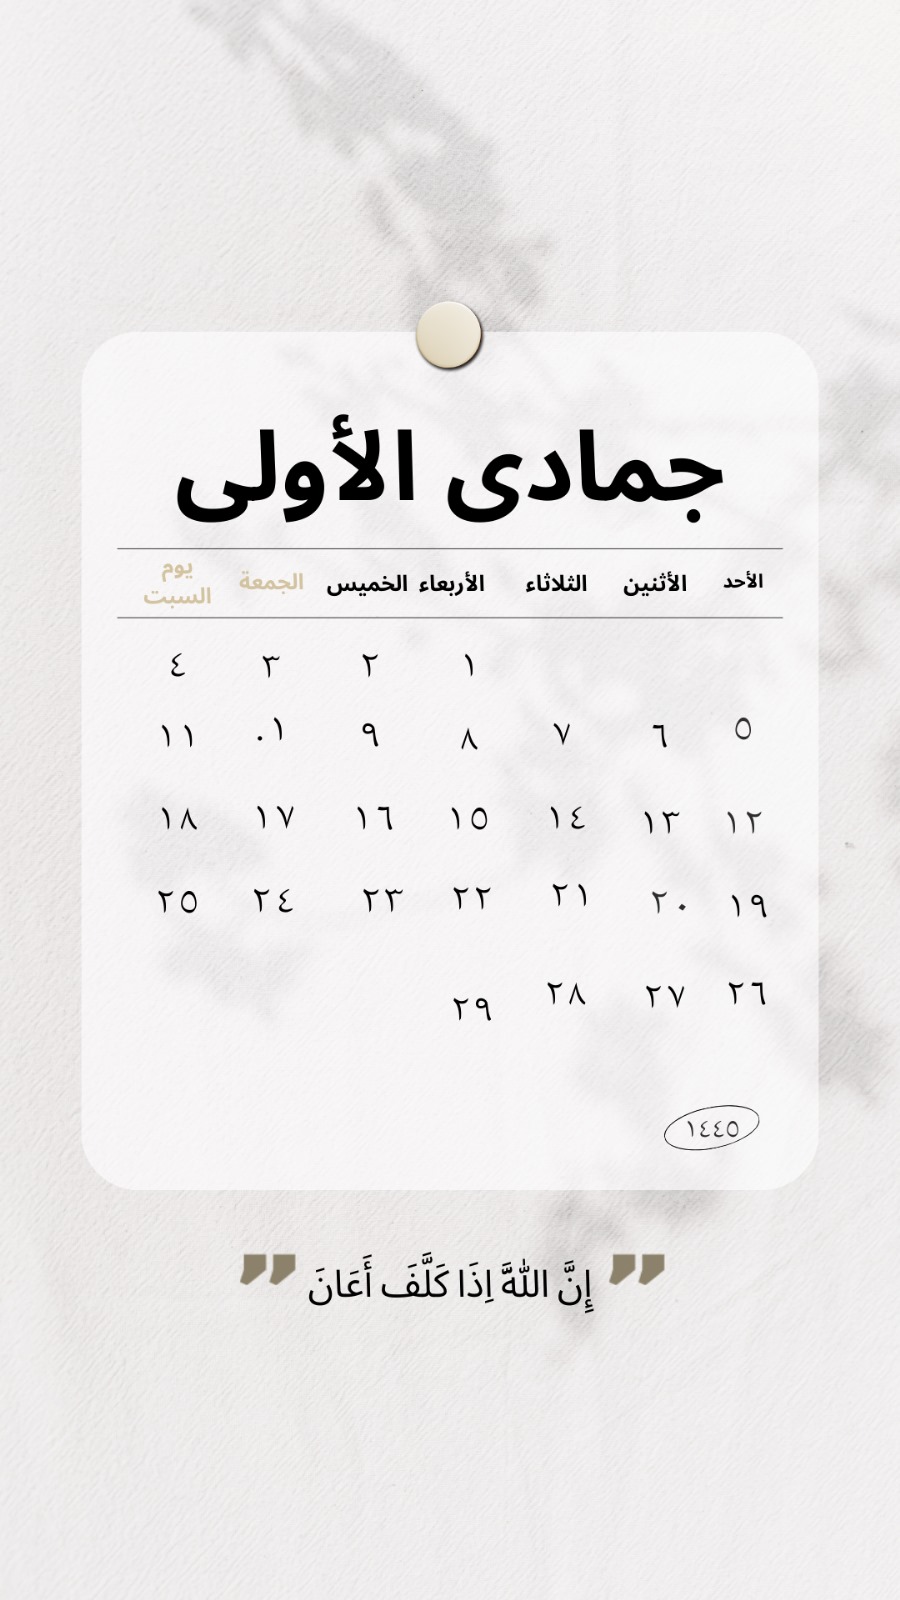 جمادى الأولى
الأحد الأثنين الثلاثاء الأربعاء الخميس الجمعة يوم السبت
١ ٢ ٣ ٤
٥ ٦ ٧ ٨ ٩ .١ ١١
١٢ ١٣ ١٤ ١٥ ١٦ ١٧ ١٨
١٩ ٢٠ ٢١ ٢٢ ٢٣ ٢٤ ٢٥
٢٦ ٢٧ ٢٨ ٢٩
١٤٤٥
❞ إِنَّ اللَّهَ اِذَا كَلَّفَ أَعَانَ ❞